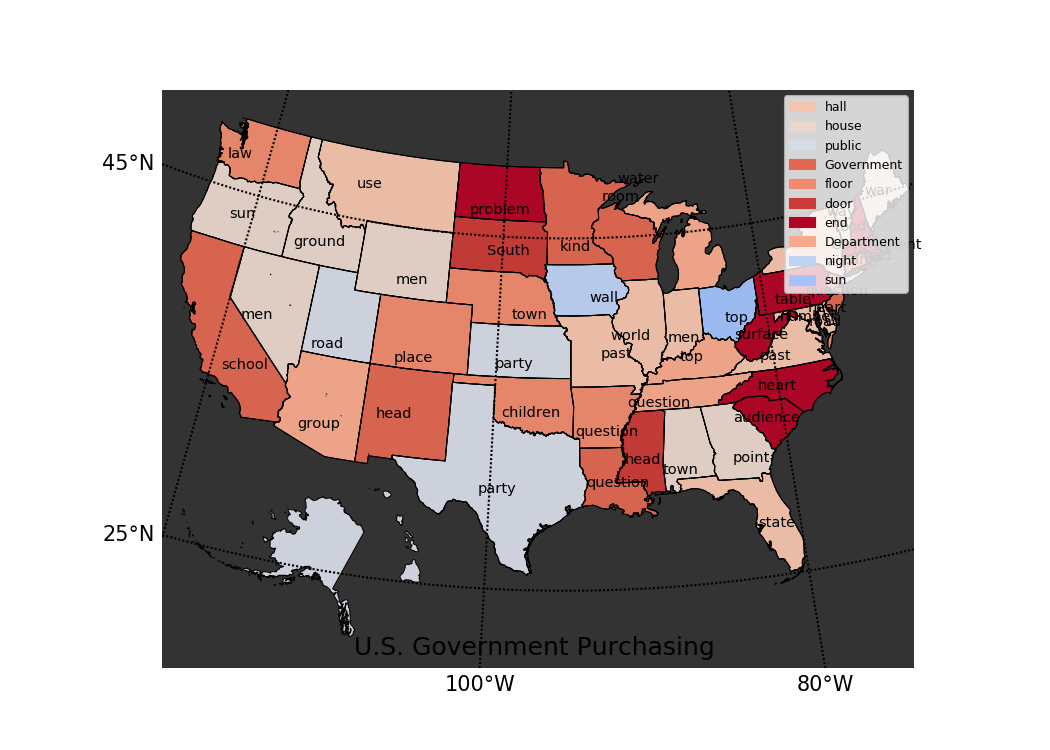 45°N
25°N
100°W
80°W
hall
house
public
Government
floor
door
end
Department
night
sun
law
use
sun
ground
men
men
road
school
place
group
head
problem
South
town
party
children
party
water
room
kind
wall
world
past
men
top
top
question
question
question
head
town
point
state
table
surface
past
heart
audience
war
question
heart
U.S. Government Purchasing